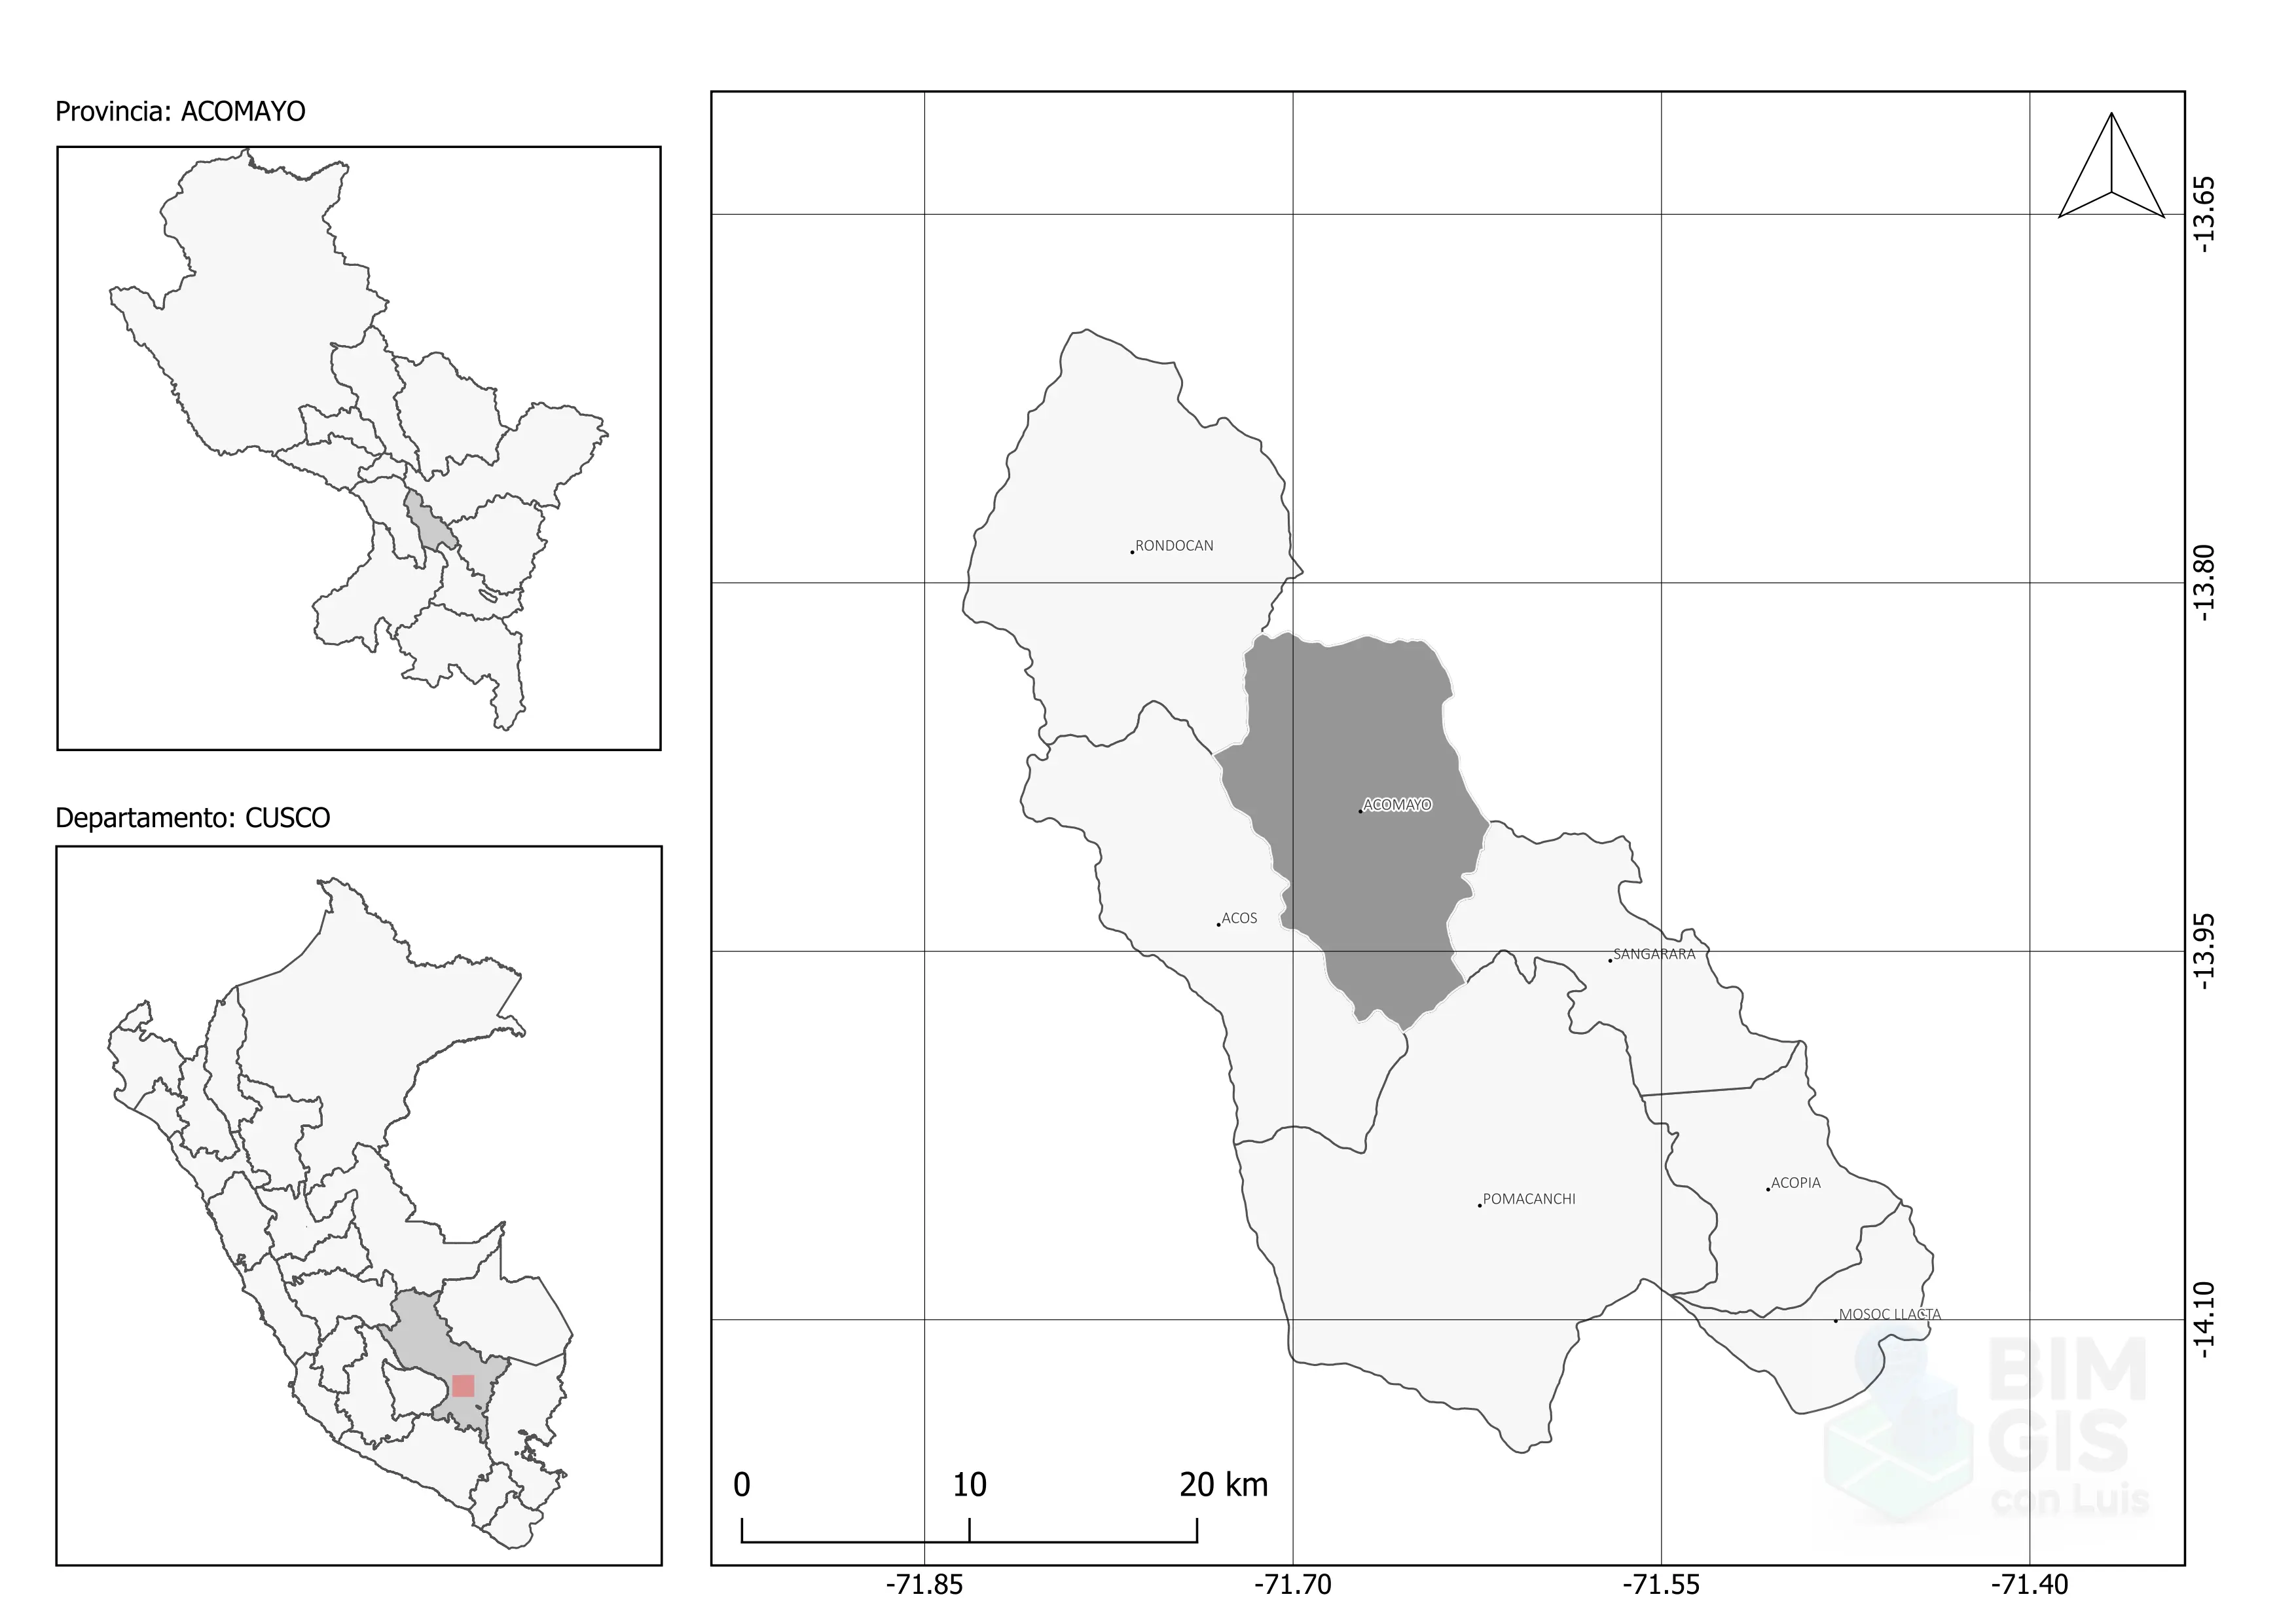 Provincia: ACOMAYO
Departamento: CUSCO
RONDOCAN
ACOMAYO
ACOS
SANGARARA
ACOPIA
POMACANCHI
MOSOC LLACTA
BIM
GIS
con Luis
0 10 20 km
-13.65
-13.80
-13.95
-14.10
-71.85 -71.70 -71.55 -71.40